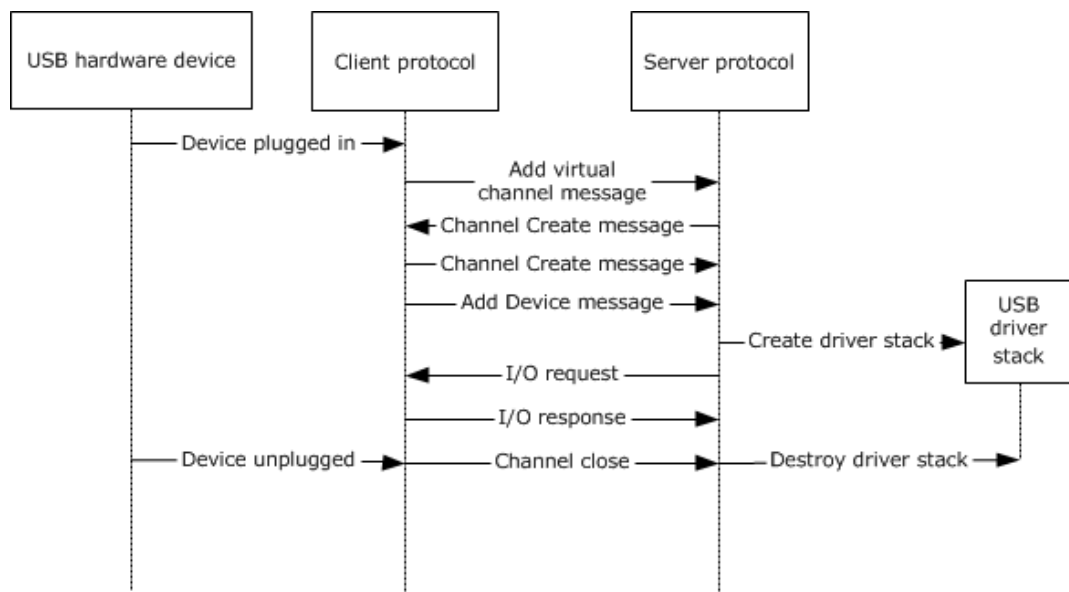 USB hardware device
Client protocol
Server protocol
Device plugged in
Add virtual
channel message
Channel Create message
Channel Create message
Add Device message
USB
driver
stack
Create driver stack
I/O request
I/O response
Device unplugged
Channel close
Destroy driver stack